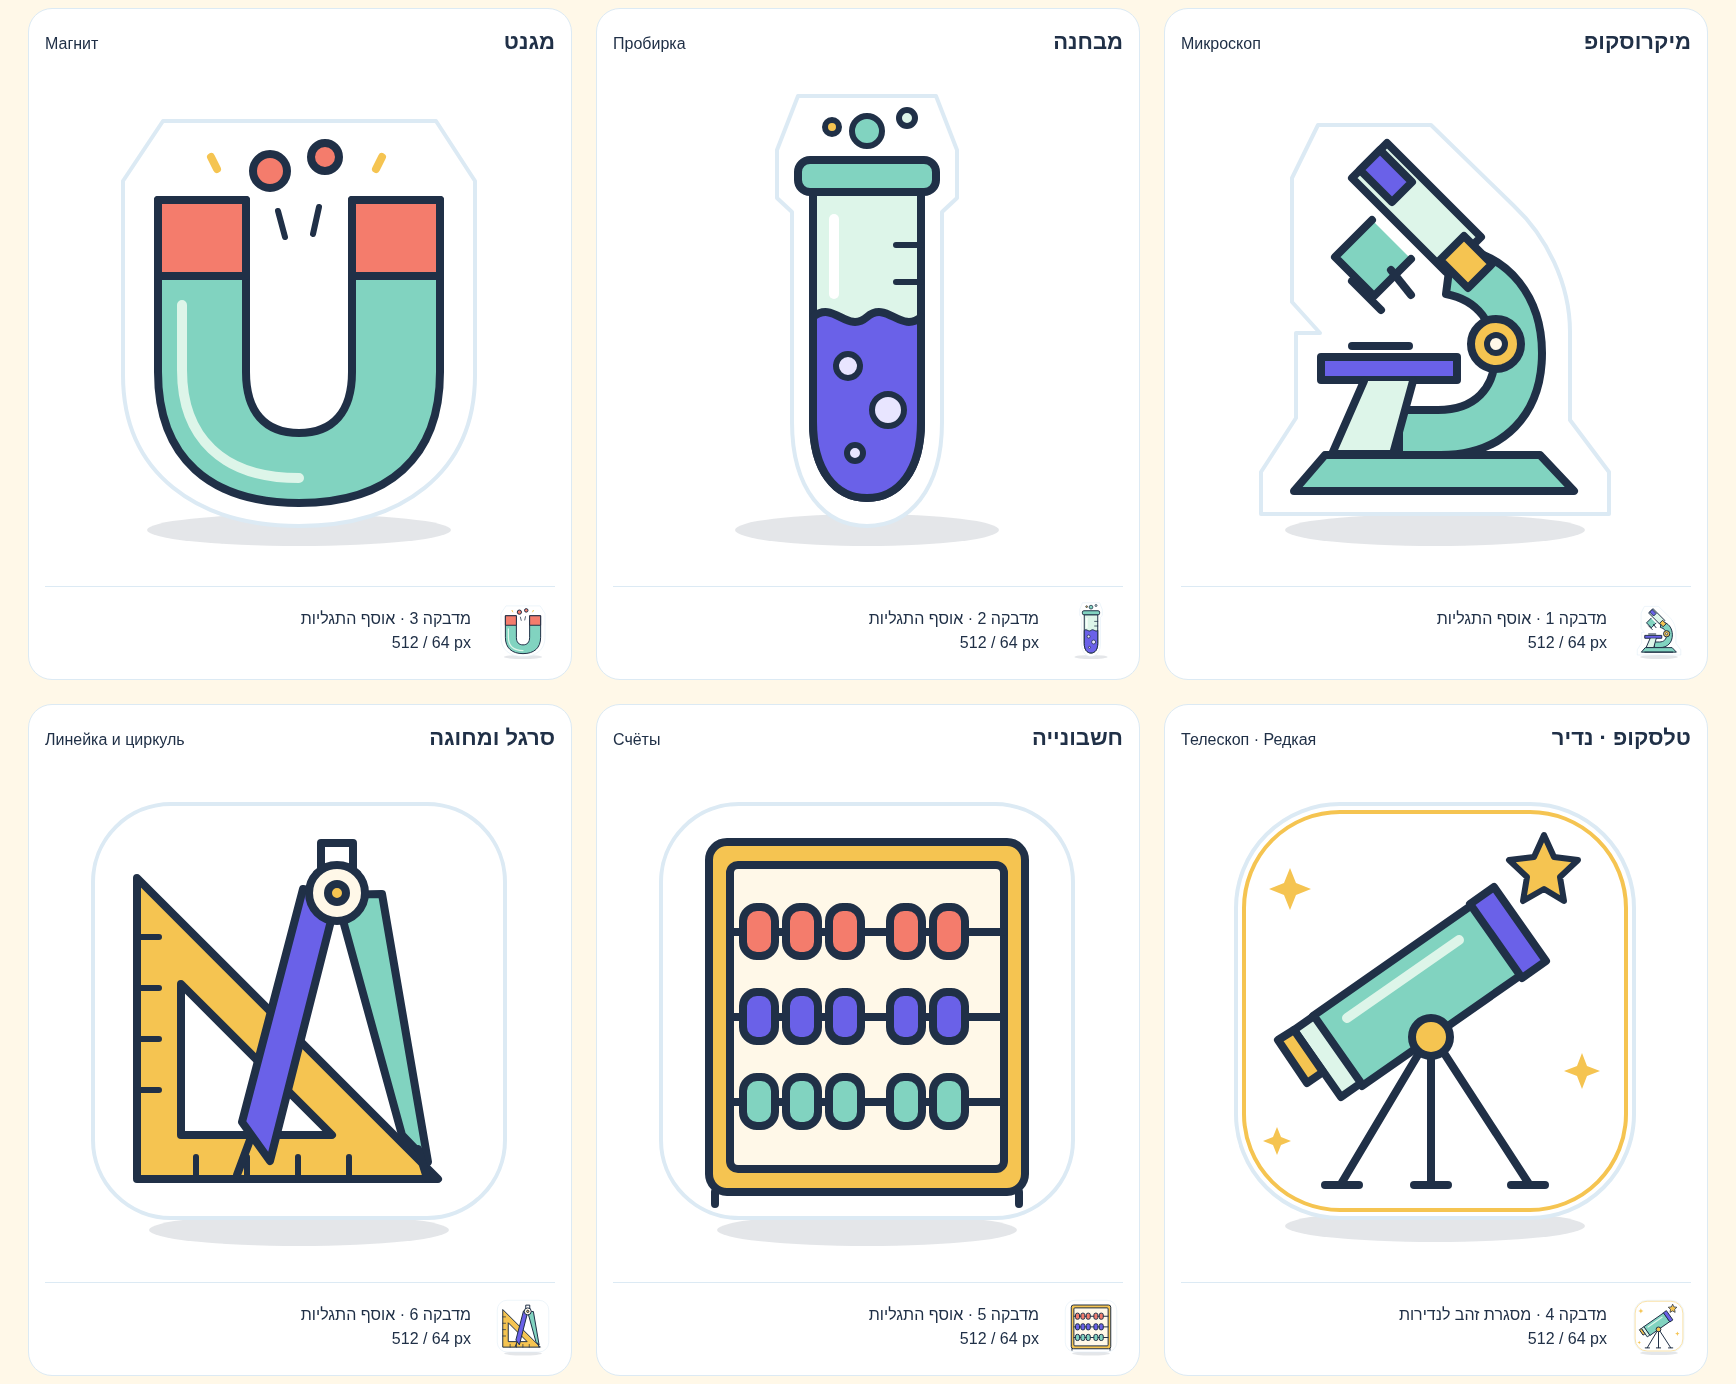 מיקרוסקופ
Микроскоп
מדבקה 1 · אוסף התגליות
512 / 64 px
מבחנה
Пробирка
מדבקה 2 · אוסף התגליות
512 / 64 px
מגנט
Магнит
מדבקה 3 · אוסף התגליות
512 / 64 px
טלסקופ · נדיר
Телескоп · Редкая
מדבקה 4 · מסגרת זהב לנדירות
512 / 64 px
חשבונייה
Счёты
מדבקה 5 · אוסף התגליות
512 / 64 px
סרגל ומחוגה
Линейка и циркуль
מדבקה 6 · אוסף התגליות
512 / 64 px